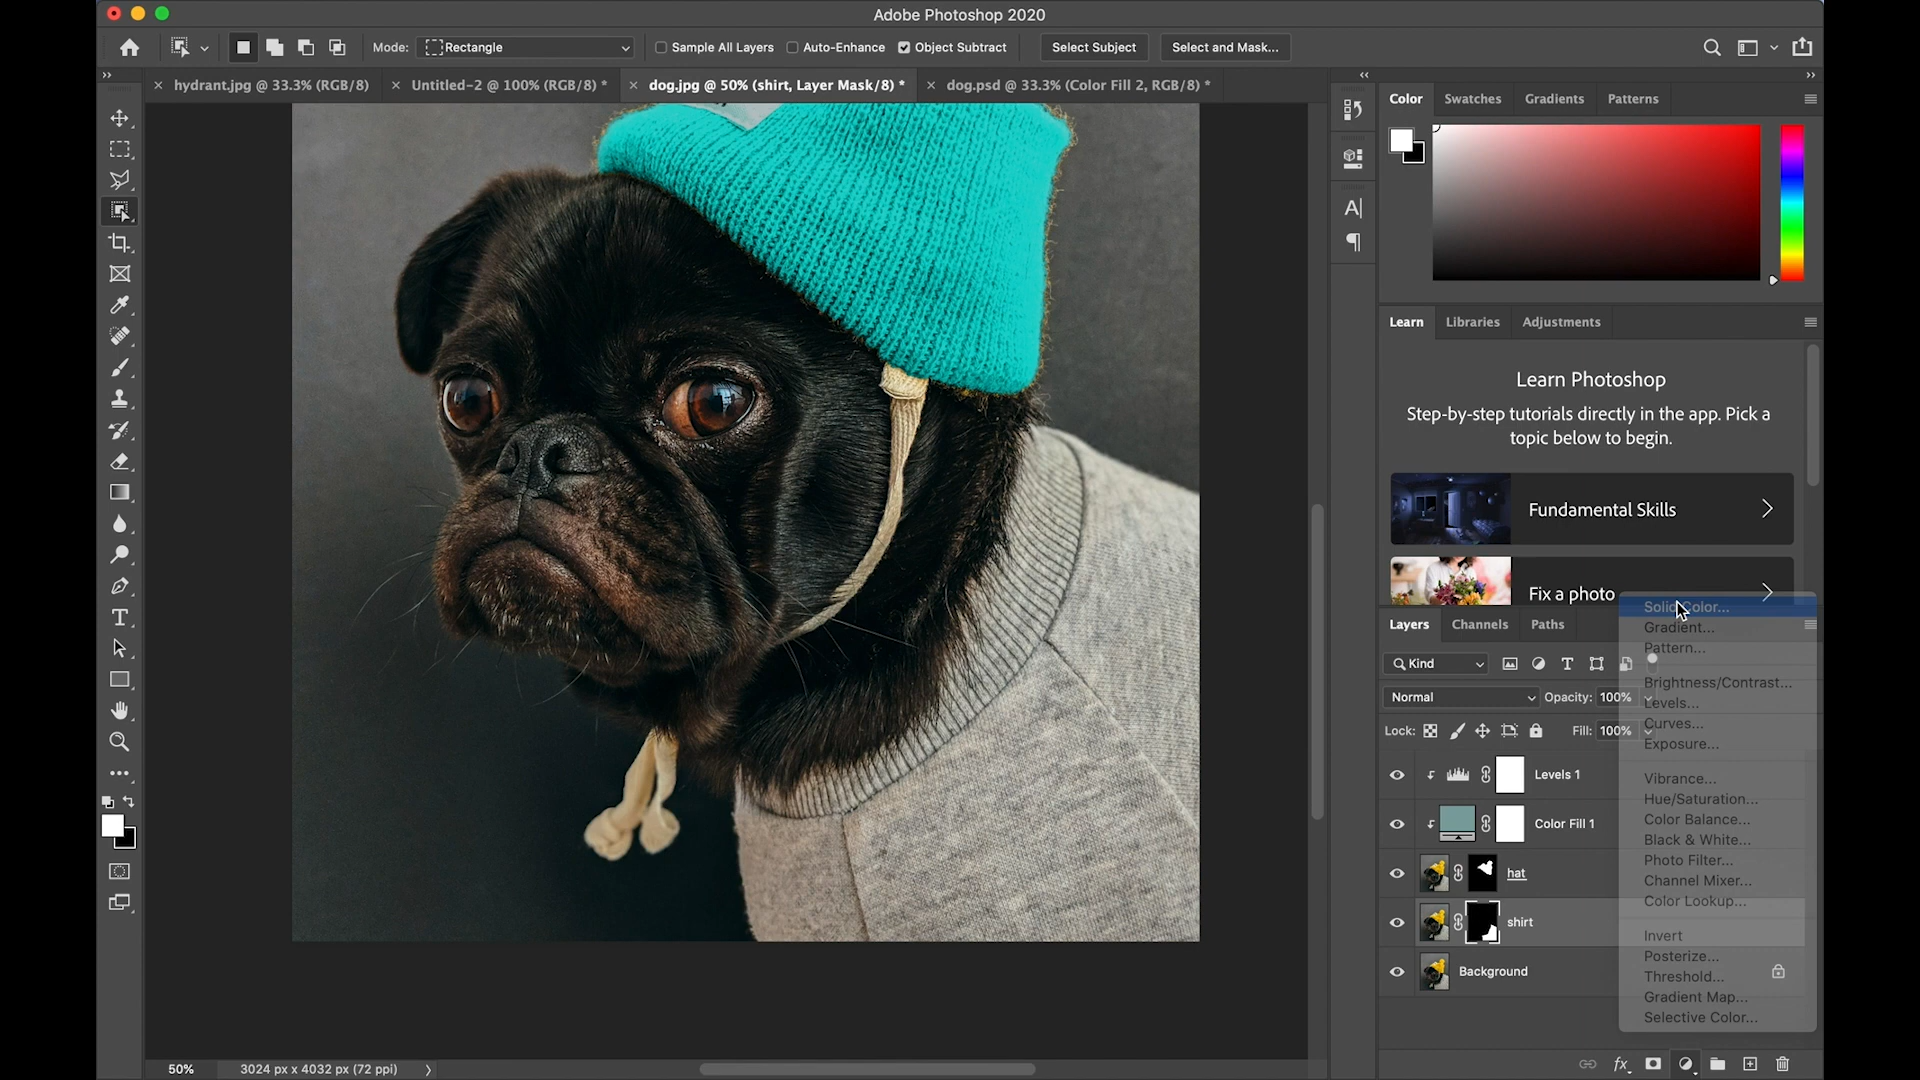 Adobe Photoshop 2020
Mode: Rectangle Sample All Layers Auto-Enhance Object Subtract Select Subject Select and Mask...
hydrant.jpg @ 33.3% (RGB/8) Untitled-2 @ 100% (RGB/8) * dog.jpg @ 50% (shirt, Layer Mask/8) * dog.psd @ 33.3% (Color Fill 2, RGB/8) *
Color Swatches Gradients Patterns
Learn Libraries Adjustments
Learn Photoshop
Step-by-step tutorials directly in the app. Pick a
topic below to begin.
Fundamental Skills
Fix a photo
Solid Color...
Gradient...
Pattern...
Brightness/Contrast...
Levels...
Curves...
Exposure...
Vibrance...
Hue/Saturation...
Color Balance...
Black & White...
Photo Filter...
Channel Mixer...
Color Lookup...
Invert
Posterize...
Threshold...
Gradient Map...
Selective Color...
Layers Channels Paths
Kind
Normal Opacity: 100%
Lock: Fill: 100%
Levels 1
Color Fill 1
hat
shirt
Background
fx
50% 3024 px x 4032 px (72 ppi)